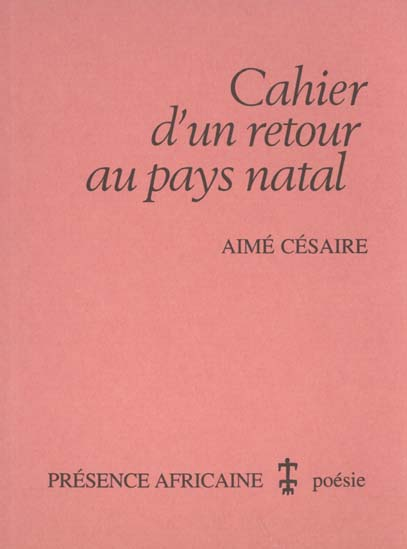 Cahier
d'un retour
au pays natal
AIMÉ CÉSAIRE
PRÉSENCE AFRICAINE poésie